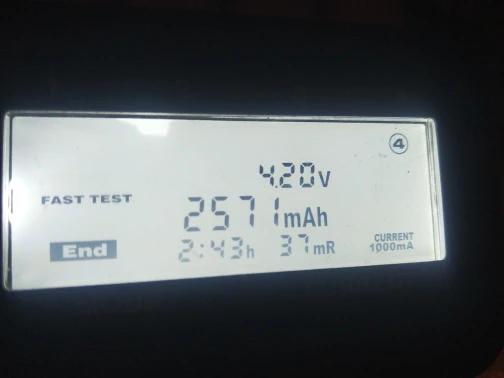 ④
4.20V
FAST TEST
2571mAh
End
2:43h 37mR
CURRENT
1000mA